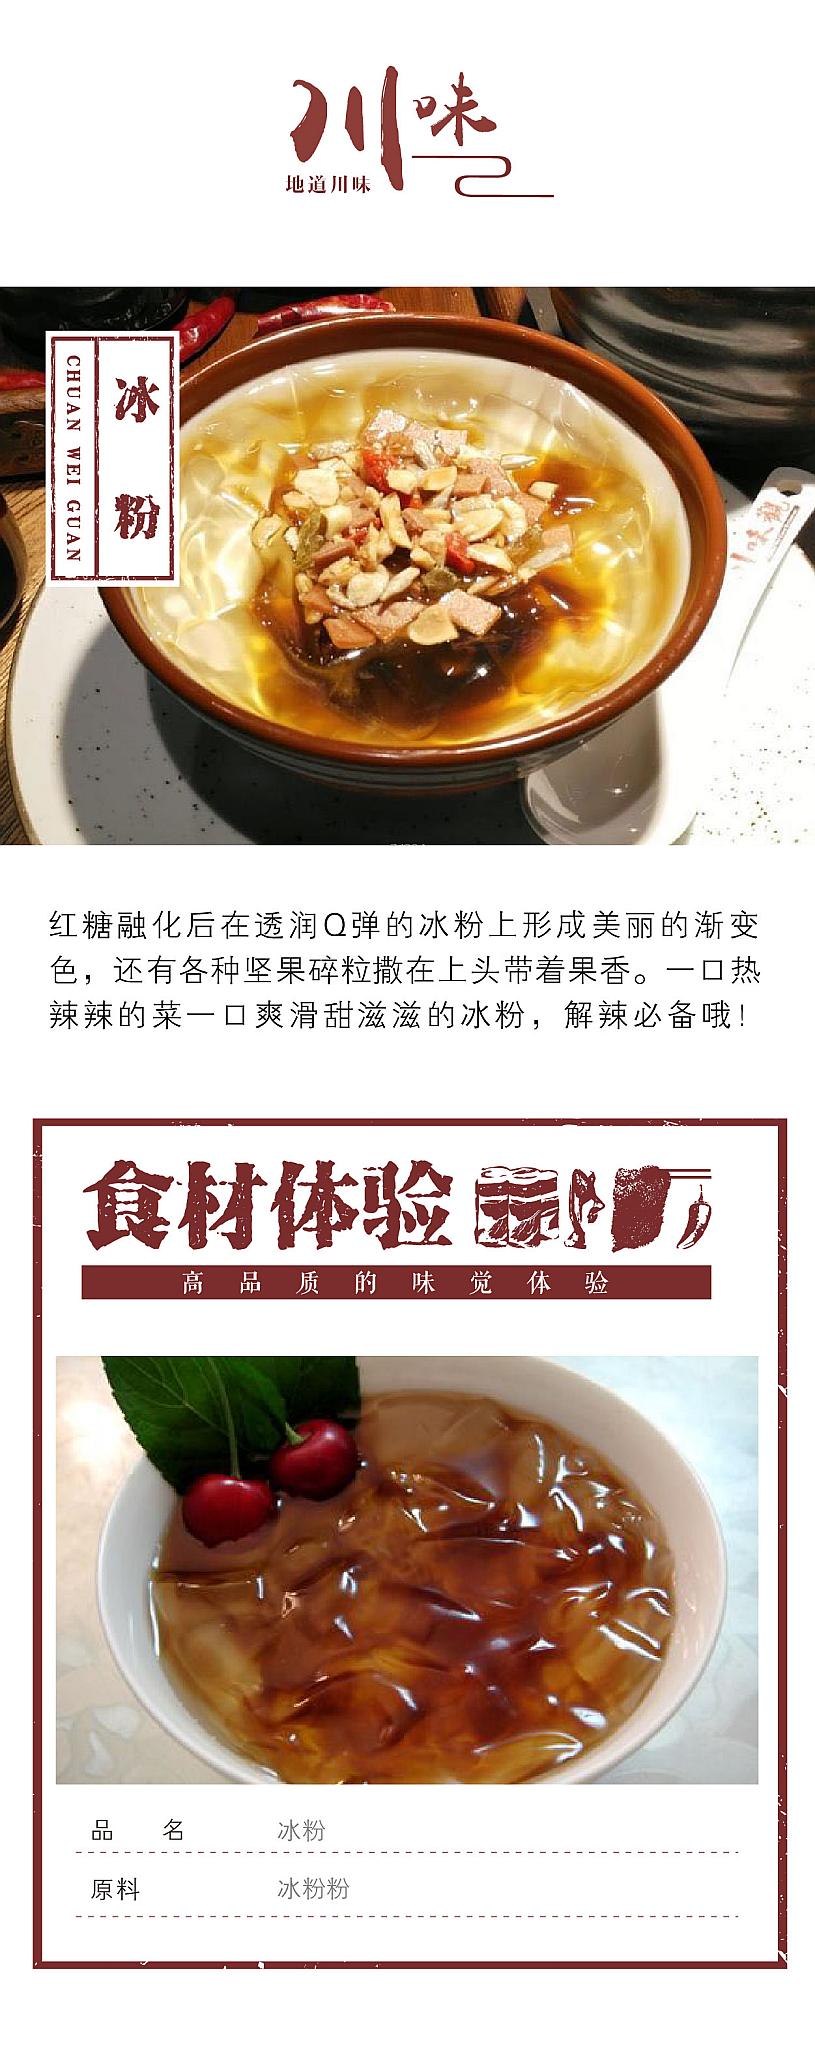 川味
地道川味
冰粉
CHUAN WEI GUAN
味觀
红糖融化后在透润Q弹的冰粉上形成美丽的渐变
色，还有各种坚果碎粒撒在上头带着果香。一口热
辣辣的菜一口爽滑甜滋滋的冰粉，解辣必备哦！
食材体验
高品质的味觉体验
品 名 冰粉
原料 冰粉粉